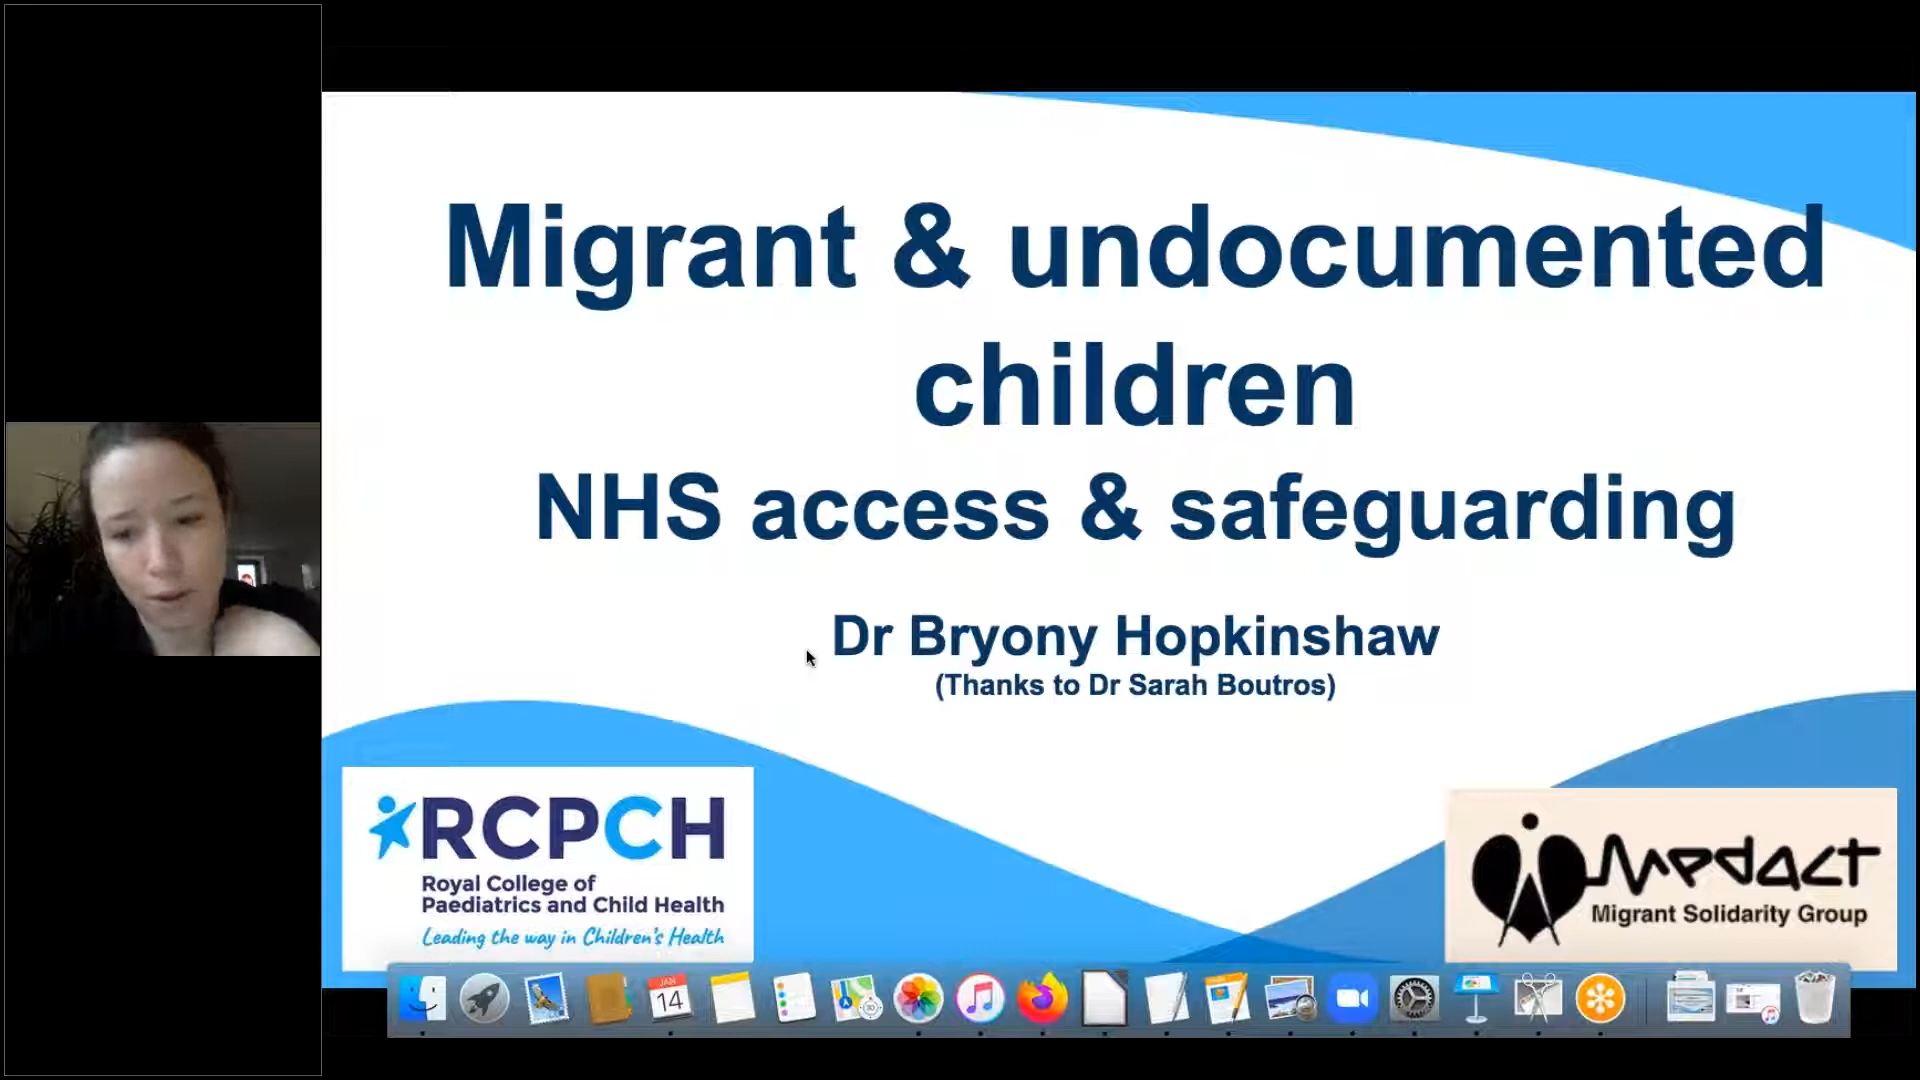 Migrant & undocumented
children
NHS access & safeguarding
Dr Bryony Hopkinshaw
(Thanks to Dr Sarah Boutros)
RCPCH
Royal College of
Paediatrics and Child Health
Leading the way in Children's Health
Medact
Migrant Solidarity Group
JAN
14